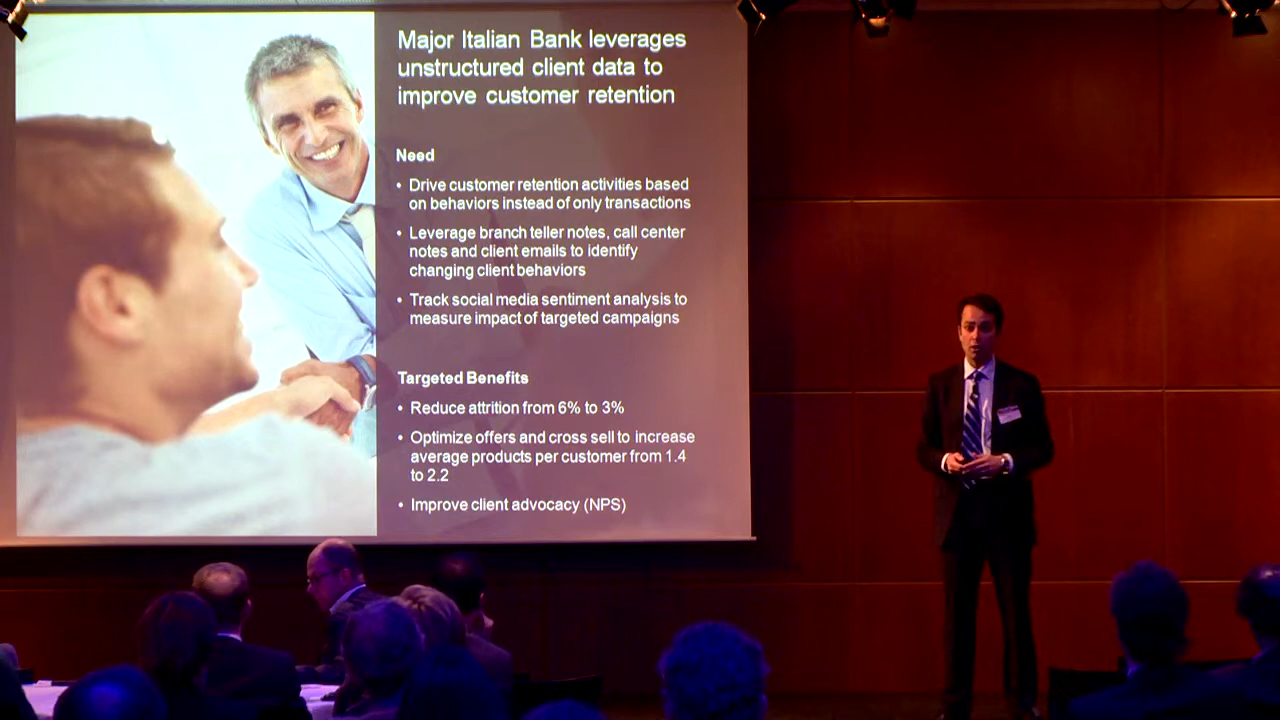 Major Italian Bank leverages
unstructured client data to
improve customer retention
Need
• Drive customer retention activities based
on behaviors instead of only transactions
• Leverage branch teller notes, call center
notes and client emails to identify
changing client behaviors
• Track social media sentiment analysis to
measure impact of targeted campaigns
Targeted Benefits
• Reduce attrition from 6% to 3%
• Optimize offers and cross sell to increase
average products per customer from 1.4
to 2.2
• Improve client advocacy (NPS)